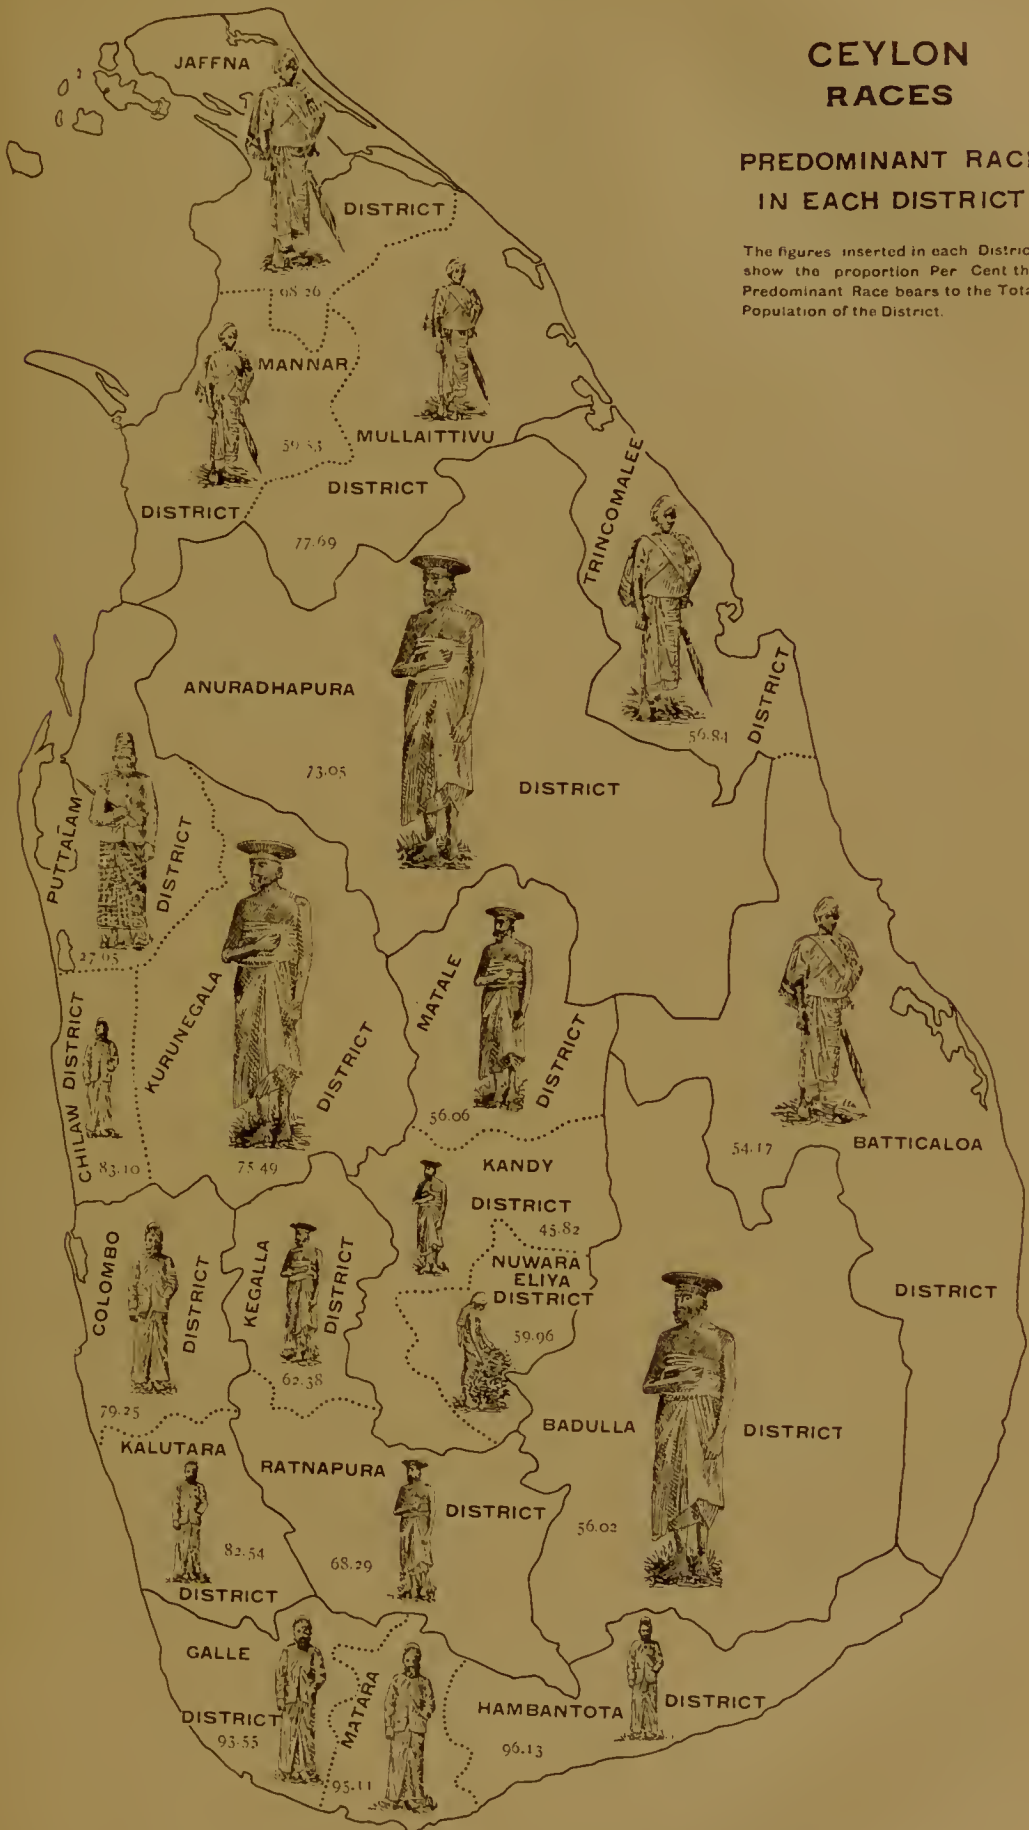 CEYLON
RACES
PREDOMINANT RAC
IN EACH DISTRICT
The figures inserted in each Distric
show the proportion Per Cent th
Predominant Race bears to the Tota
Population of the District.
JAFFNA
DISTRICT
98.26
MANNAR
DISTRICT
MULLAITTIVU
DISTRICT
77.69
TRINCOMALEE
DISTRICT
56.84
ANURADHAPURA
DISTRICT
73.05
PUTTALAM
DISTRICT
KURUNEGALA
DISTRICT
75.49
MATALE
DISTRICT
56.06
CHILAW DISTRICT
83.10
BATTICALOA
DISTRICT
54.17
KANDY
DISTRICT
45.82
NUWARA
ELIYA
DISTRICT
59.96
COLOMBO
DISTRICT
79.25
KEGALLA
DISTRICT
62.38
BADULLA
DISTRICT
56.02
KALUTARA
DISTRICT
82.54
RATNAPURA
DISTRICT
68.29
GALLE
DISTRICT
93.55
MATARA
95.11
HAMBANTOTA
DISTRICT
96.13